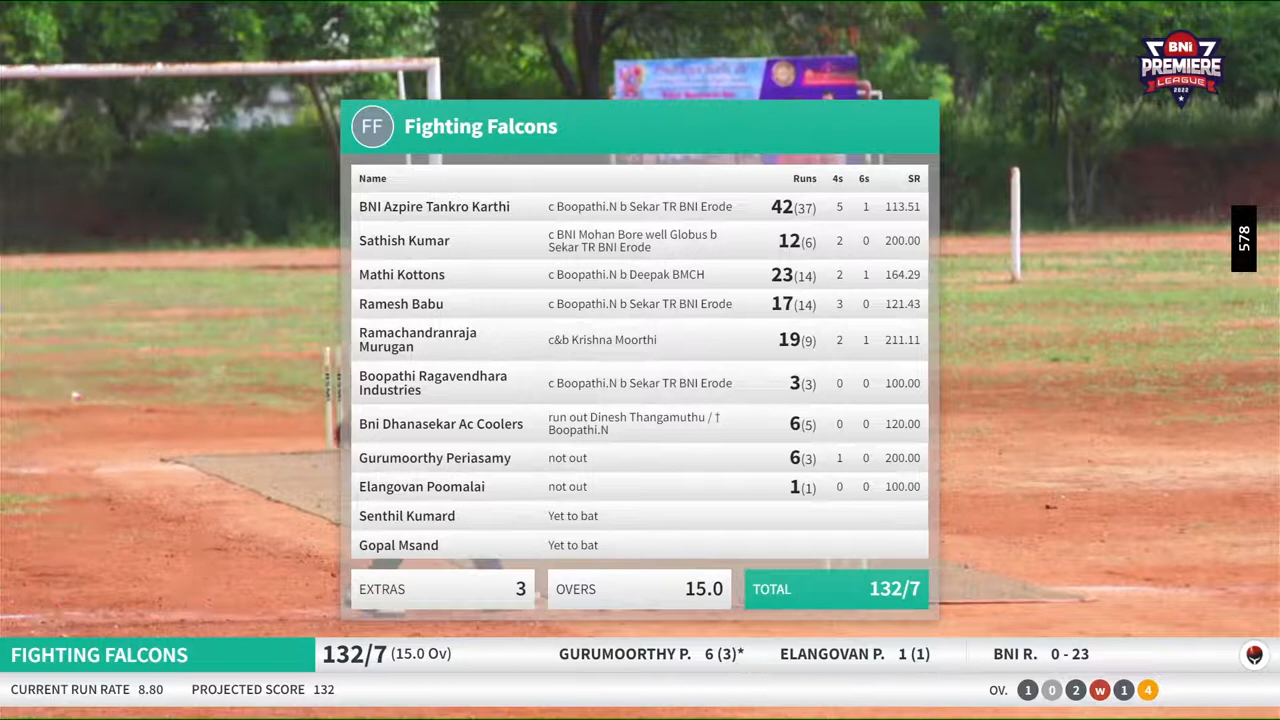 BNI
PREMIERE
LEAGUE
2022
FF Fighting Falcons
Name Runs 4s 6s SR
BNI Azpire Tankro Karthi c Boopathi.N b Sekar TR BNI Erode 42(37) 5 1 113.51
Sathish Kumar c BNI Mohan Bore well Globus b
Sekar TR BNI Erode 12(6) 2 0 200.00
Mathi Kottons c Boopathi.N b Deepak BMCH 23(14) 2 1 164.29
Ramesh Babu c Boopathi.N b Sekar TR BNI Erode 17(14) 3 0 121.43
Ramachandranraja
Murugan c&b Krishna Moorthi 19(9) 2 1 211.11
Boopathi Ragavendhara
Industries c Boopathi.N b Sekar TR BNI Erode 3(3) 0 0 100.00
Bni Dhanasekar Ac Coolers run out Dinesh Thangamuthu / †
Boopathi.N 6(5) 0 0 120.00
Gurumoorthy Periasamy not out 6(3) 1 0 200.00
Elangovan Poomalai not out 1(1) 0 0 100.00
Senthil Kumard Yet to bat
Gopal Msand Yet to bat
EXTRAS 3 OVERS 15.0 TOTAL 132/7
578
FIGHTING FALCONS 132/7 (15.0 Ov) GURUMOORTHY P. 6 (3)* ELANGOVAN P. 1 (1) BNI R. 0 - 23
CURRENT RUN RATE 8.80 PROJECTED SCORE 132 OV. 1 0 2 w 1 4